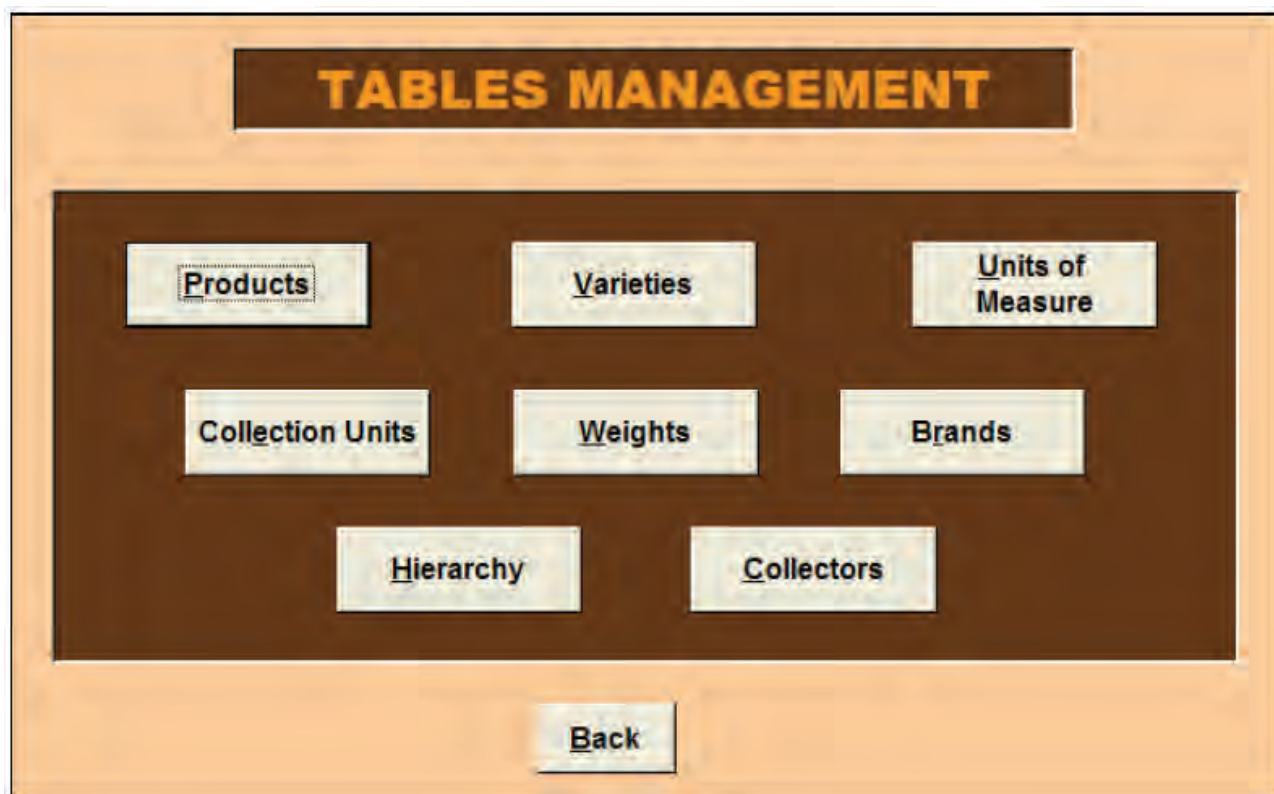 TABLES MANAGEMENT
Products
Varieties
Units of
Measure
Collection Units
Weights
Brands
Hierarchy
Collectors
Back